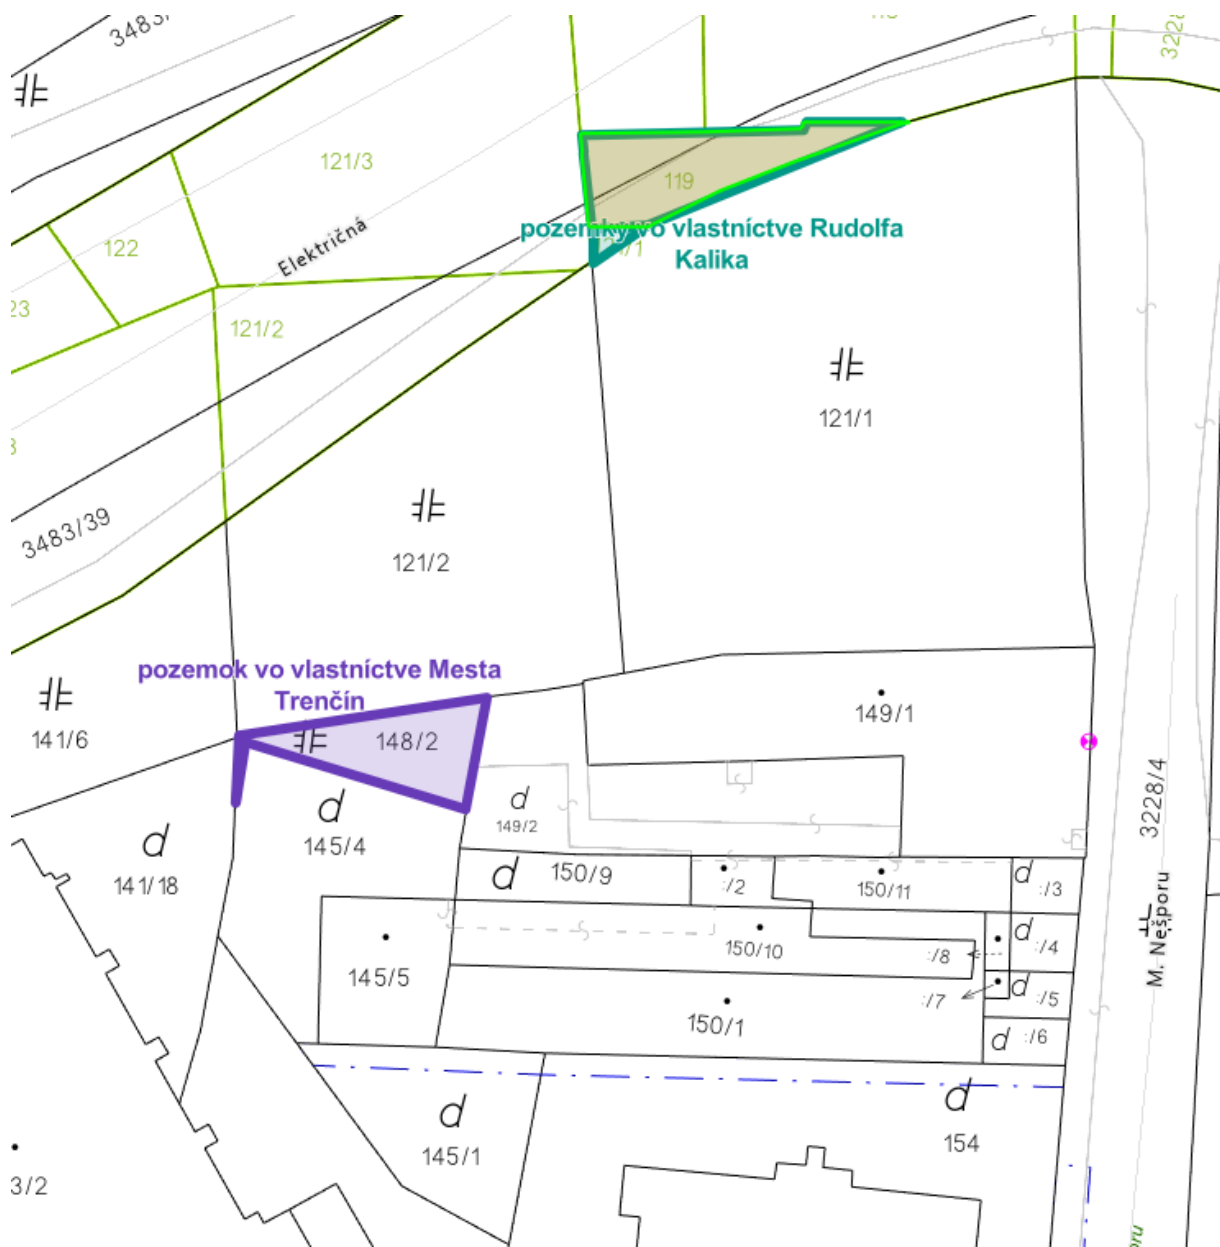 3483/
121/3
119
122
Električná
pozemky vo vlastníctve Rudolfa
Kalika
23
121/2
121/1
3483/39
121/2
pozemok vo vlastníctve Mesta
Trenčín
141/6
148/2
149/1
3228/4
d
149/2
d
145/4
d
141/18
d
150/9
:/2
150/11
d
:/3
150/10
:/8
d
:/4
145/5
:/7
d
:/5
150/1
d
:/6
M. Nešporu
d
145/1
d
154
3/2